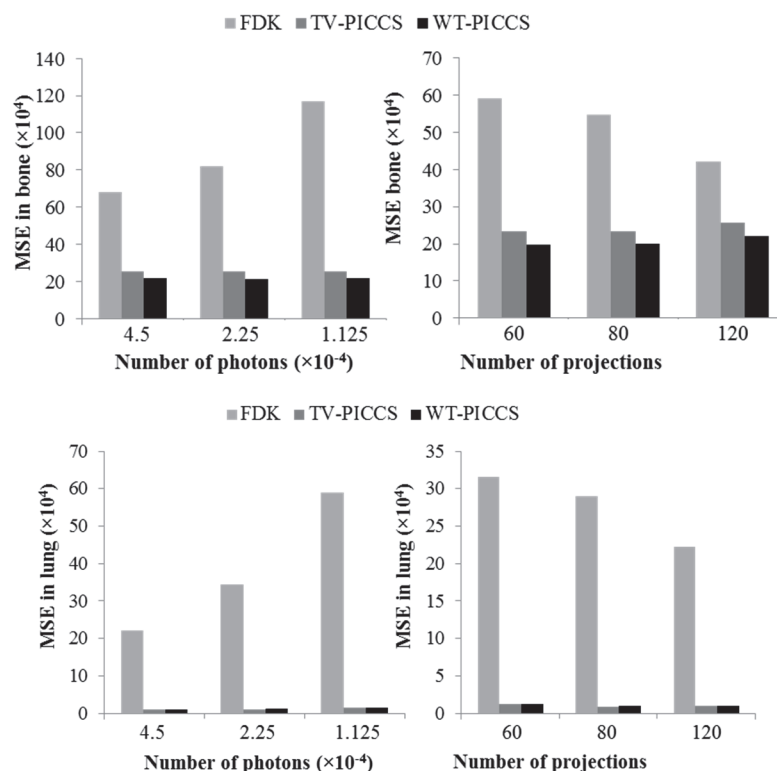 FDK TV-PICCS WT-PICCS
MSE in bone (×10⁴)
140
120
100
80
60
40
20
0
4.5 2.25 1.125
Number of photons (×10⁻⁴)
MSE bone (×10⁴)
70
60
50
40
30
20
10
0
60 80 120
Number of projections
FDK TV-PICCS WT-PICCS
MSE in lung (×10⁴)
70
60
50
40
30
20
10
0
4.5 2.25 1.125
Number of photons (×10⁻⁴)
MSE in lung (×10⁴)
35
30
25
20
15
10
5
0
60 80 120
Number of projections